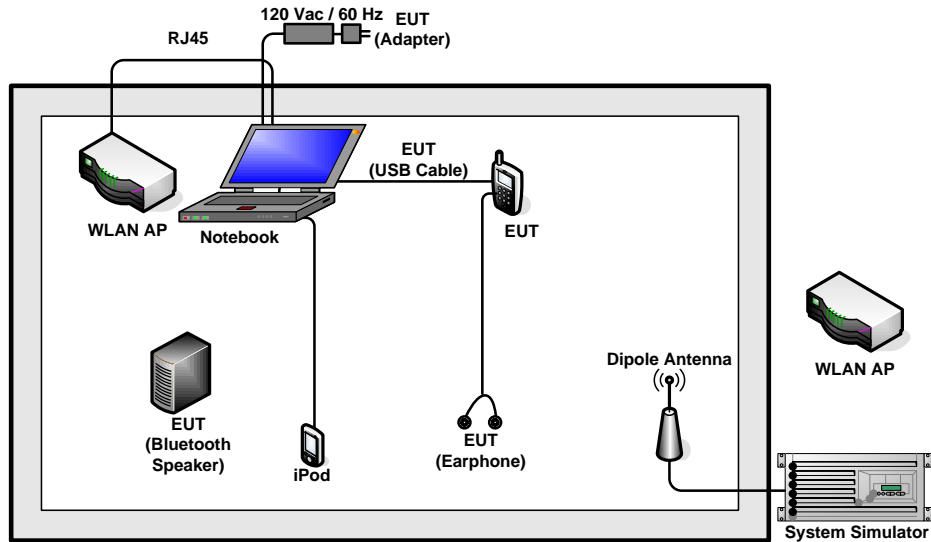 120 Vac / 60 Hz
EUT
(Adapter)
RJ45
EUT
(USB Cable)
WLAN AP
Notebook
EUT
WLAN AP
Dipole Antenna
EUT
(Bluetooth
Speaker)
iPod
EUT
(Earphone)
System Simulator